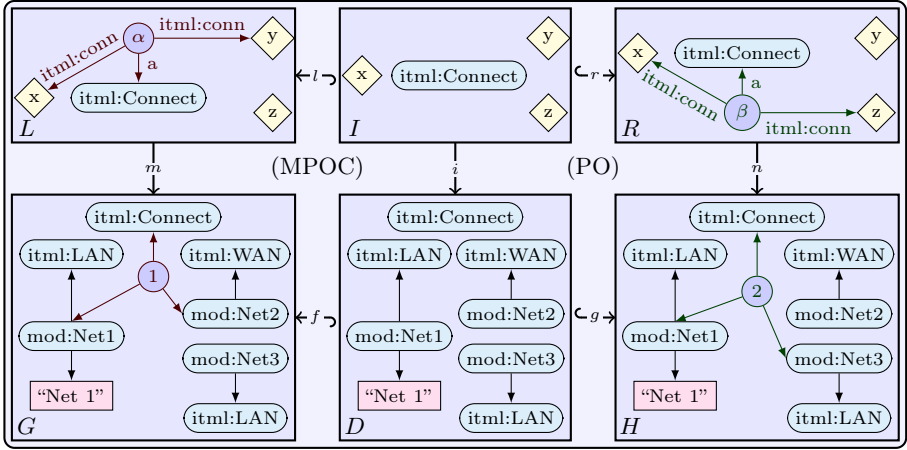 itml:conn
α
y
itml:conn
a
x
itml:Connect
z
L
l
y
x
itml:Connect
z
I
r
y
x
itml:Connect
a
itml:conn
β
z
itml:conn
R
m
(MPOC)
i
(PO)
n
itml:Connect
itml:LAN
itml:WAN
1
mod:Net2
mod:Net1
mod:Net3
“Net 1”
itml:LAN
G
f
itml:Connect
itml:LAN
itml:WAN
mod:Net2
mod:Net1
mod:Net3
“Net 1”
itml:LAN
D
g
itml:Connect
itml:LAN
itml:WAN
2
mod:Net2
mod:Net1
mod:Net3
“Net 1”
itml:LAN
H